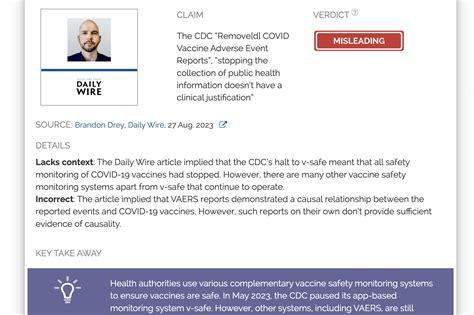 CLAIM
VERDICT ?
The CDC "Remove[d] COVID
Vaccine Adverse Event
Reports", "stopping the
collection of public health
information doesn't have a
clinical justification"
MISLEADING
DAILY
WIRE
SOURCE: Brandon Drey, Daily Wire, 27 Aug. 2023
DETAILS
Lacks context: The Daily Wire article implied that the CDC's halt to v-safe meant that all safety
monitoring of COVID-19 vaccines had stopped. However, there are many other vaccine safety
monitoring systems apart from v-safe that continue to operate.
Incorrect: The article implied that VAERS reports demonstrated a causal relationship between the
reported events and COVID-19 vaccines. However, such reports on their own don't provide sufficient
evidence of causality.
KEY TAKE AWAY
Health authorities use various complementary vaccine safety monitoring systems
to ensure vaccines are safe. In May 2023, the CDC paused its app-based
monitoring system v-safe. However, other systems, including VAERS, are still